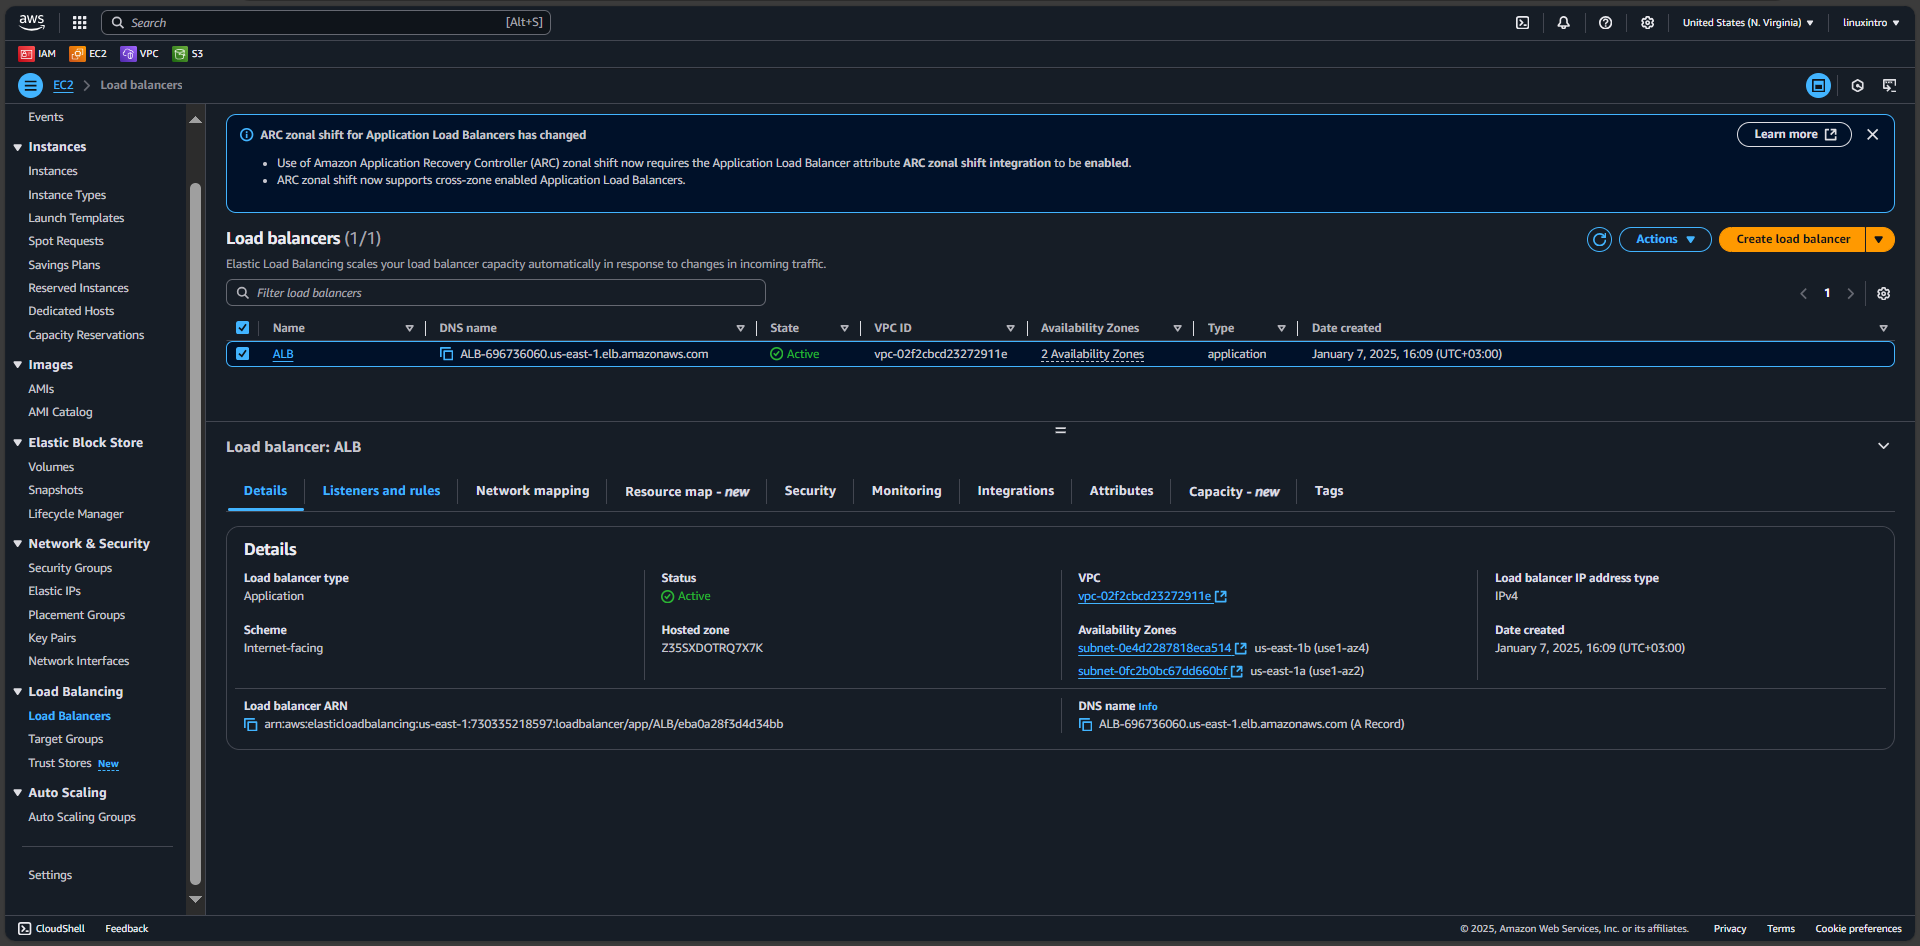 aws
Search [Alt+S]
United States (N. Virginia)
linuxintro
IAM
EC2
VPC
S3
EC2
Load balancers
Events
Instances
Instances
Instance Types
Launch Templates
Spot Requests
Savings Plans
Reserved Instances
Dedicated Hosts
Capacity Reservations
Images
AMIs
AMI Catalog
Elastic Block Store
Volumes
Snapshots
Lifecycle Manager
Network & Security
Security Groups
Elastic IPs
Placement Groups
Key Pairs
Network Interfaces
Load Balancing
Load Balancers
Target Groups
Trust Stores New
Auto Scaling
Auto Scaling Groups
Settings
ARC zonal shift for Application Load Balancers has changed
Learn more
• Use of Amazon Application Recovery Controller (ARC) zonal shift now requires the Application Load Balancer attribute ARC zonal shift integration to be enabled.
• ARC zonal shift now supports cross-zone enabled Application Load Balancers.
Load balancers (1/1)
Actions
Create load balancer
Elastic Load Balancing scales your load balancer capacity automatically in response to changes in incoming traffic.
Filter load balancers
1
Name DNS name State VPC ID Availability Zones Type Date created
ALB ALB-696736060.us-east-1.elb.amazonaws.com Active vpc-02f2cbcd23272911e 2 Availability Zones application January 7, 2025, 16:09 (UTC+03:00)
Load balancer: ALB
Details Listeners and rules Network mapping Resource map - new Security Monitoring Integrations Attributes Capacity - new Tags
Details
Load balancer type
Application
Status
Active
VPC
vpc-02f2cbcd23272911e
Load balancer IP address type
IPv4
Scheme
Internet-facing
Hosted zone
Z35SXDOTRQ7X7K
Availability Zones
subnet-0e4d2287818eca514 us-east-1b (use1-az4)
subnet-0fc2b0bc67dd660bf us-east-1a (use1-az2)
Date created
January 7, 2025, 16:09 (UTC+03:00)
Load balancer ARN
arn:aws:elasticloadbalancing:us-east-1:730335218597:loadbalancer/app/ALB/eba0a28f3d4d34bb
DNS name Info
ALB-696736060.us-east-1.elb.amazonaws.com (A Record)
CloudShell
Feedback
© 2025, Amazon Web Services, Inc. or its affiliates.
Privacy
Terms
Cookie preferences